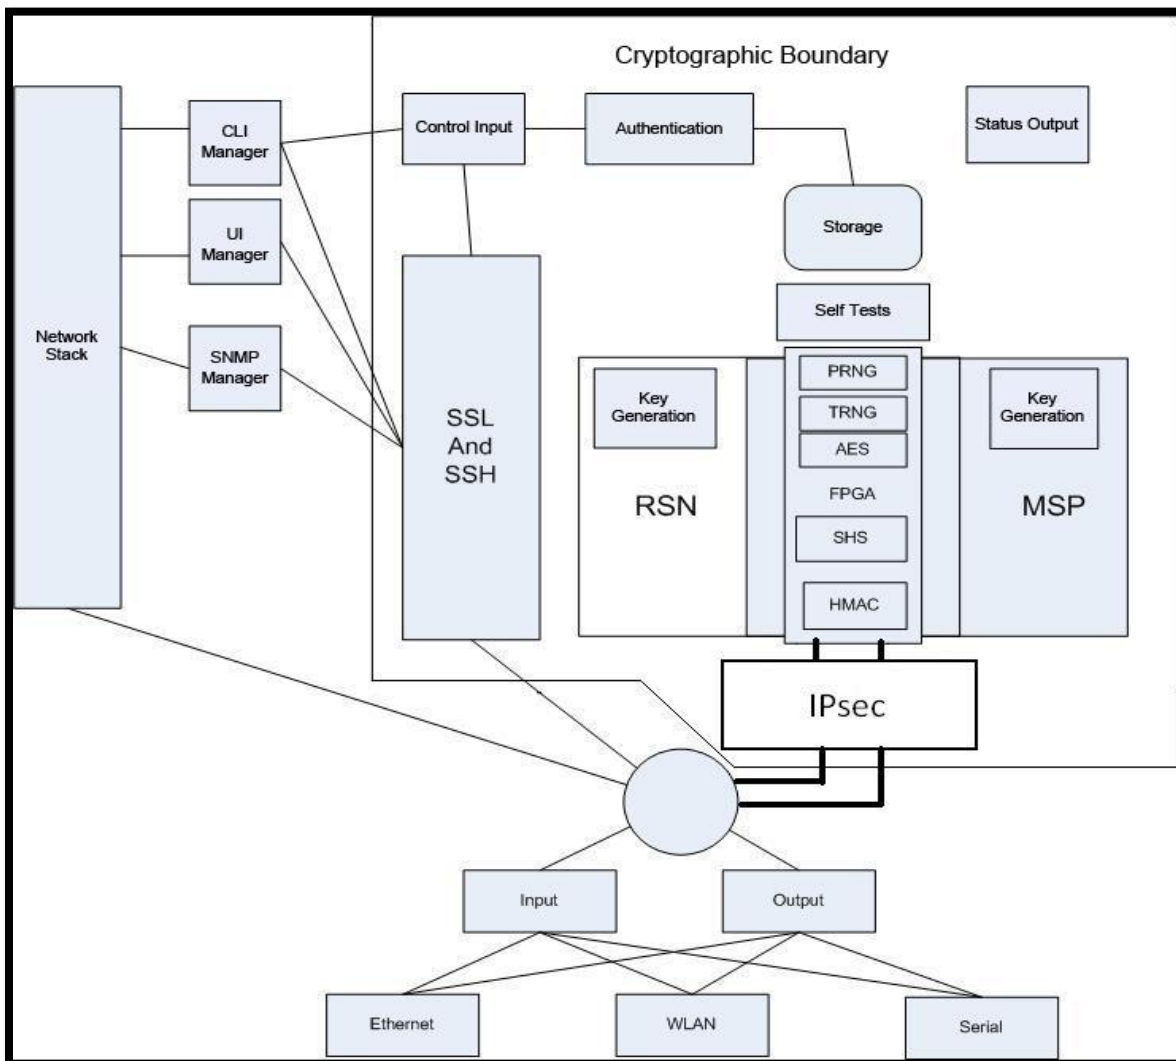 Cryptographic Boundary
CLI
Manager
Control Input
Authentication
Status Output
UI
Manager
Storage
Network
Stack
SNMP
Manager
SSL
And
SSH
Self Tests
Key
Generation
RSN
PRNG
TRNG
AES
FPGA
SHS
HMAC
Key
Generation
MSP
IPsec
Input
Output
Ethernet
WLAN
Serial